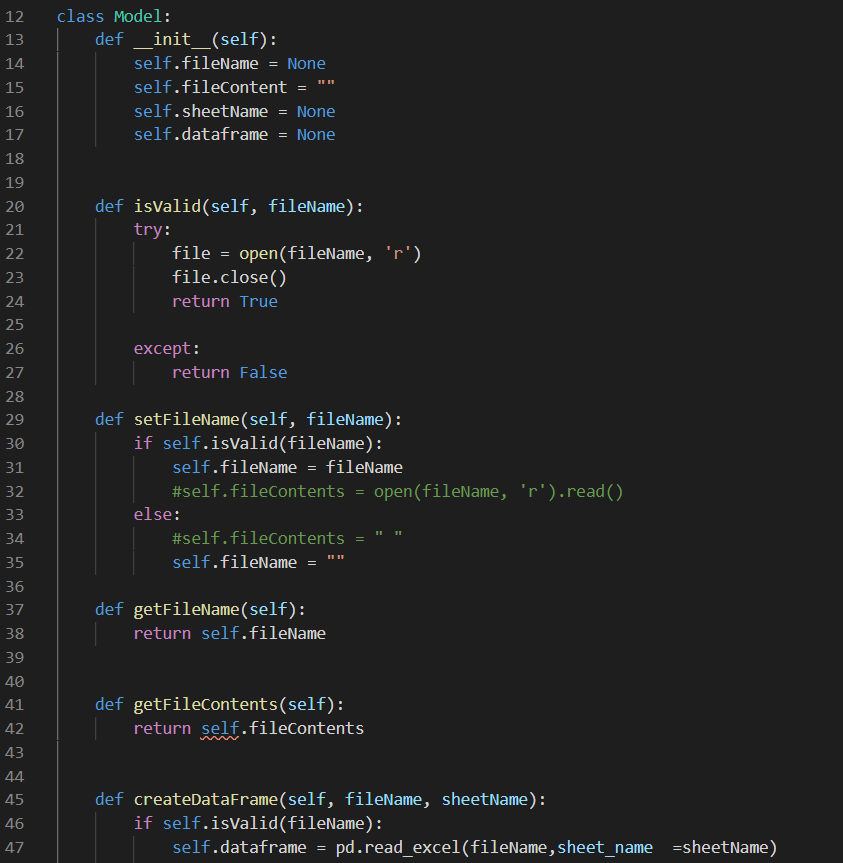 12 class Model:
13     def __init__(self):
14         self.fileName = None
15         self.fileContent = ""
16         self.sheetName = None
17         self.dataframe = None
18
19
20     def isValid(self, fileName):
21         try:
22             file = open(fileName, 'r')
23             file.close()
24             return True
25
26         except:
27             return False
28
29     def setFileName(self, fileName):
30         if self.isValid(fileName):
31             self.fileName = fileName
32             #self.fileContents = open(fileName, 'r').read()
33         else:
34             #self.fileContents = " "
35             self.fileName = ""
36
37     def getFileName(self):
38         return self.fileName
39
40
41     def getFileContents(self):
42         return self.fileContents
43
44
45     def createDataFrame(self, fileName, sheetName):
46         if self.isValid(fileName):
47             self.dataframe = pd.read_excel(fileName,sheet_name  =sheetName)